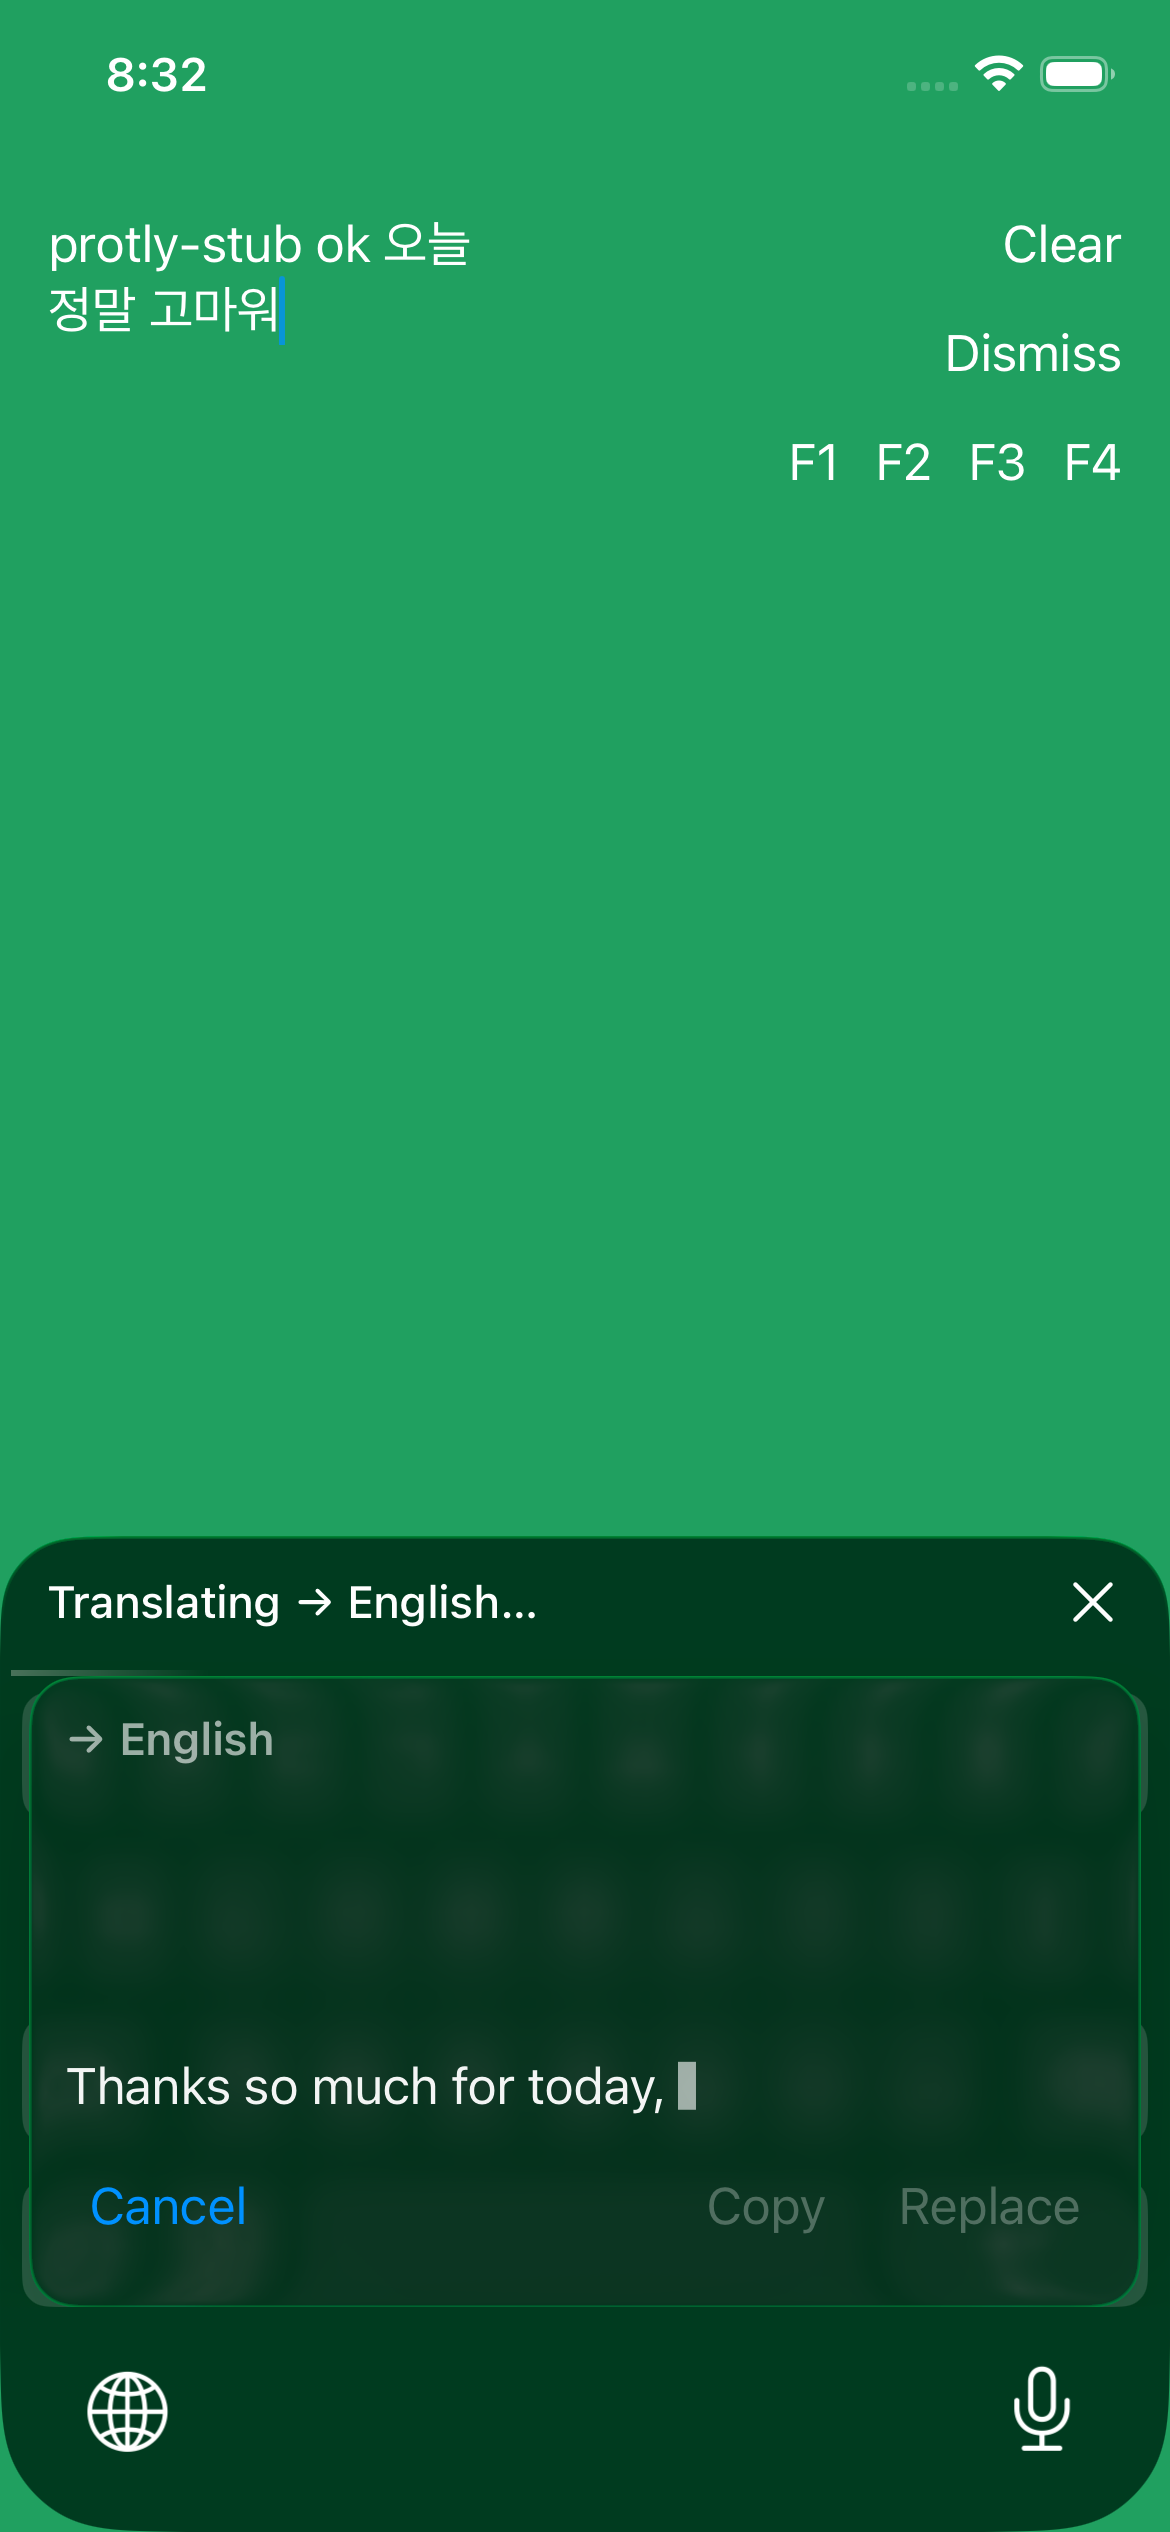 8:32
protly-stub ok 오늘
정말 고마워
Clear
Dismiss
F1 F2 F3 F4
Translating → English...
→ English
Thanks so much for today,
Cancel Copy Replace